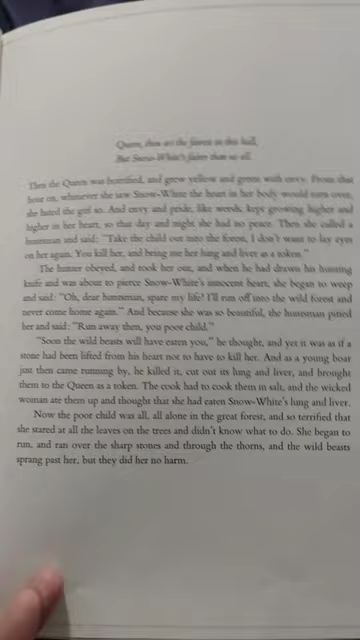 Queen, thou art the fairest in this hall,
But Snow-White's fairer than us all.
Then the Queen was horrified, and grew yellow and green with envy. From that
hour on, whenever she saw Snow-White the heart in her body would turn over,
she hated the girl so. And envy and pride, like weeds, kept growing higher and
higher in her heart, so that day and night she had no peace. Then she called a
huntsman and said: "Take the child out into the forest, I don't want to lay eyes
on her again. You kill her, and bring me her lung and liver as a token."
The hunter obeyed, and took her out, and when he had drawn his hunting
knife and was about to pierce Snow-White's innocent heart, she began to weep
and said: "Oh, dear huntsman, spare my life! I'll run off into the wild forest and
never come home again." And because she was so beautiful, the huntsman pitied
her and said: "Run away then, you poor child."
"Soon the wild beasts will have eaten you," he thought, and yet it was as if a
stone had been lifted from his heart not to have to kill her. And as a young boar
just then came running by, he killed it, cut out its lung and liver, and brought
them to the Queen as a token. The cook had to cook them in salt, and the wicked
woman ate them up and thought that she had eaten Snow-White's lung and liver.
Now the poor child was all, all alone in the great forest, and so terrified that
she stared at all the leaves on the trees and didn't know what to do. She began to
run, and ran over the sharp stones and through the thorns, and the wild beasts
sprang past her, but they did her no harm.